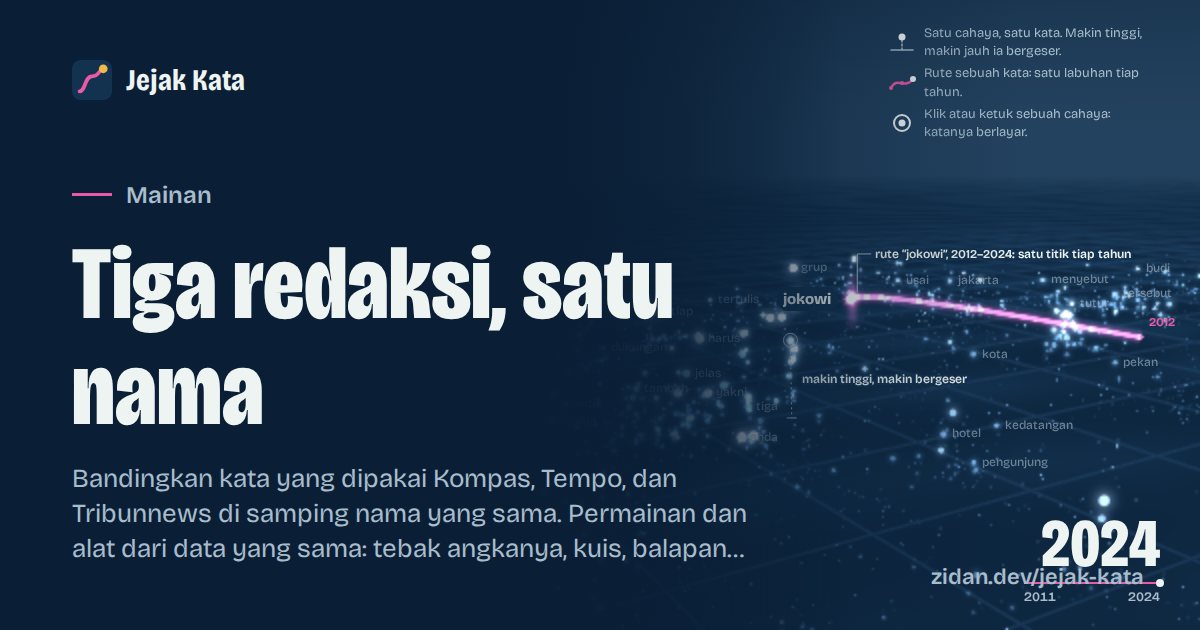 Jejak Kata
Satu cahaya, satu kata. Makin tinggi,
makin jauh ia bergeser.
Rute sebuah kata: satu labuhan tiap
tahun.
Klik atau ketuk sebuah cahaya:
katanya berlayar.
Mainan
Tiga redaksi, satu
nama
Bandingkan kata yang dipakai Kompas, Tempo, dan
Tribunnews di samping nama yang sama. Permainan dan
alat dari data yang sama: tebak angkanya, kuis, balapan...
rute “jokowi”, 2012–2024: satu titik tiap tahun
grup
usai
jakarta
menyebut
budi
tertulis
jokowi
2012
harus
kota
pekan
jelas
makin tinggi, makin bergeser
yakni
tiga
hotel
kedatangan
pengunjung
2024
zidan.dev/jejak-kata
2011
2024